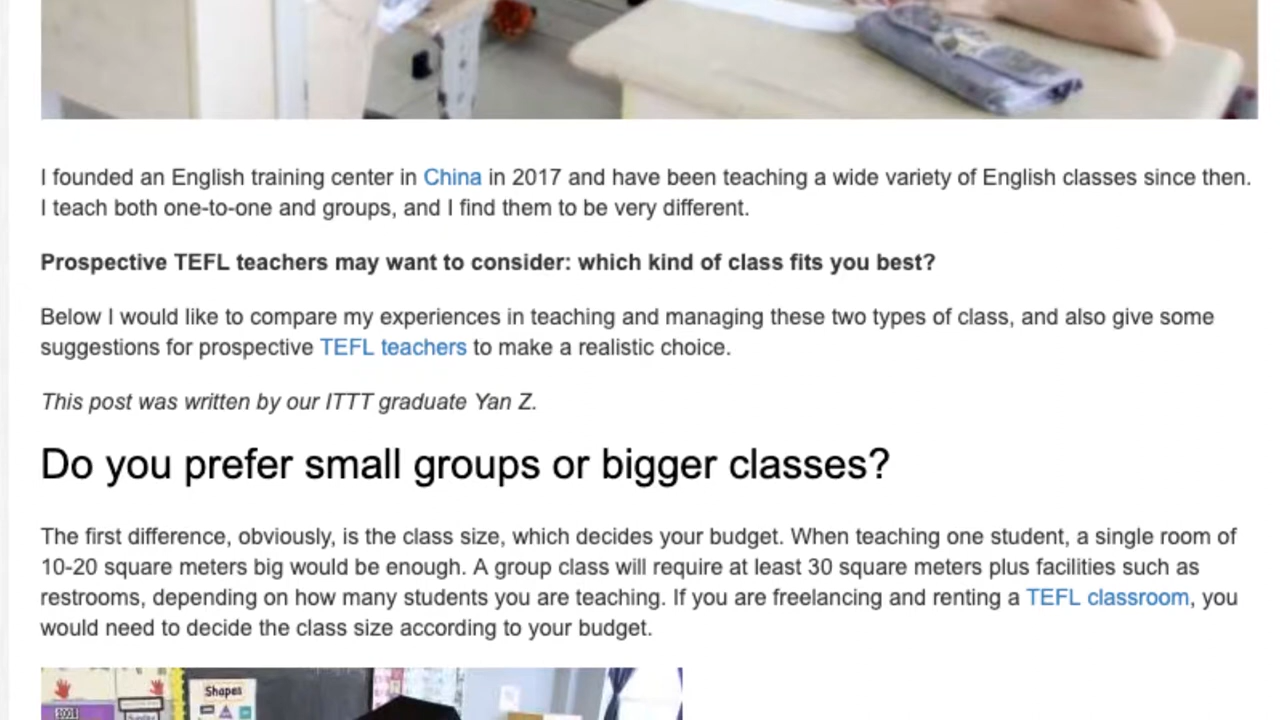 I founded an English training center in China in 2017 and have been teaching a wide variety of English classes since then.
I teach both one-to-one and groups, and I find them to be very different.
Prospective TEFL teachers may want to consider: which kind of class fits you best?
Below I would like to compare my experiences in teaching and managing these two types of class, and also give some
suggestions for prospective TEFL teachers to make a realistic choice.
This post was written by our ITTT graduate Yan Z.
Do you prefer small groups or bigger classes?
The first difference, obviously, is the class size, which decides your budget. When teaching one student, a single room of
10-20 square meters big would be enough. A group class will require at least 30 square meters plus facilities such as
restrooms, depending on how many students you are teaching. If you are freelancing and renting a TEFL classroom, you
would need to decide the class size according to your budget.
Shapes